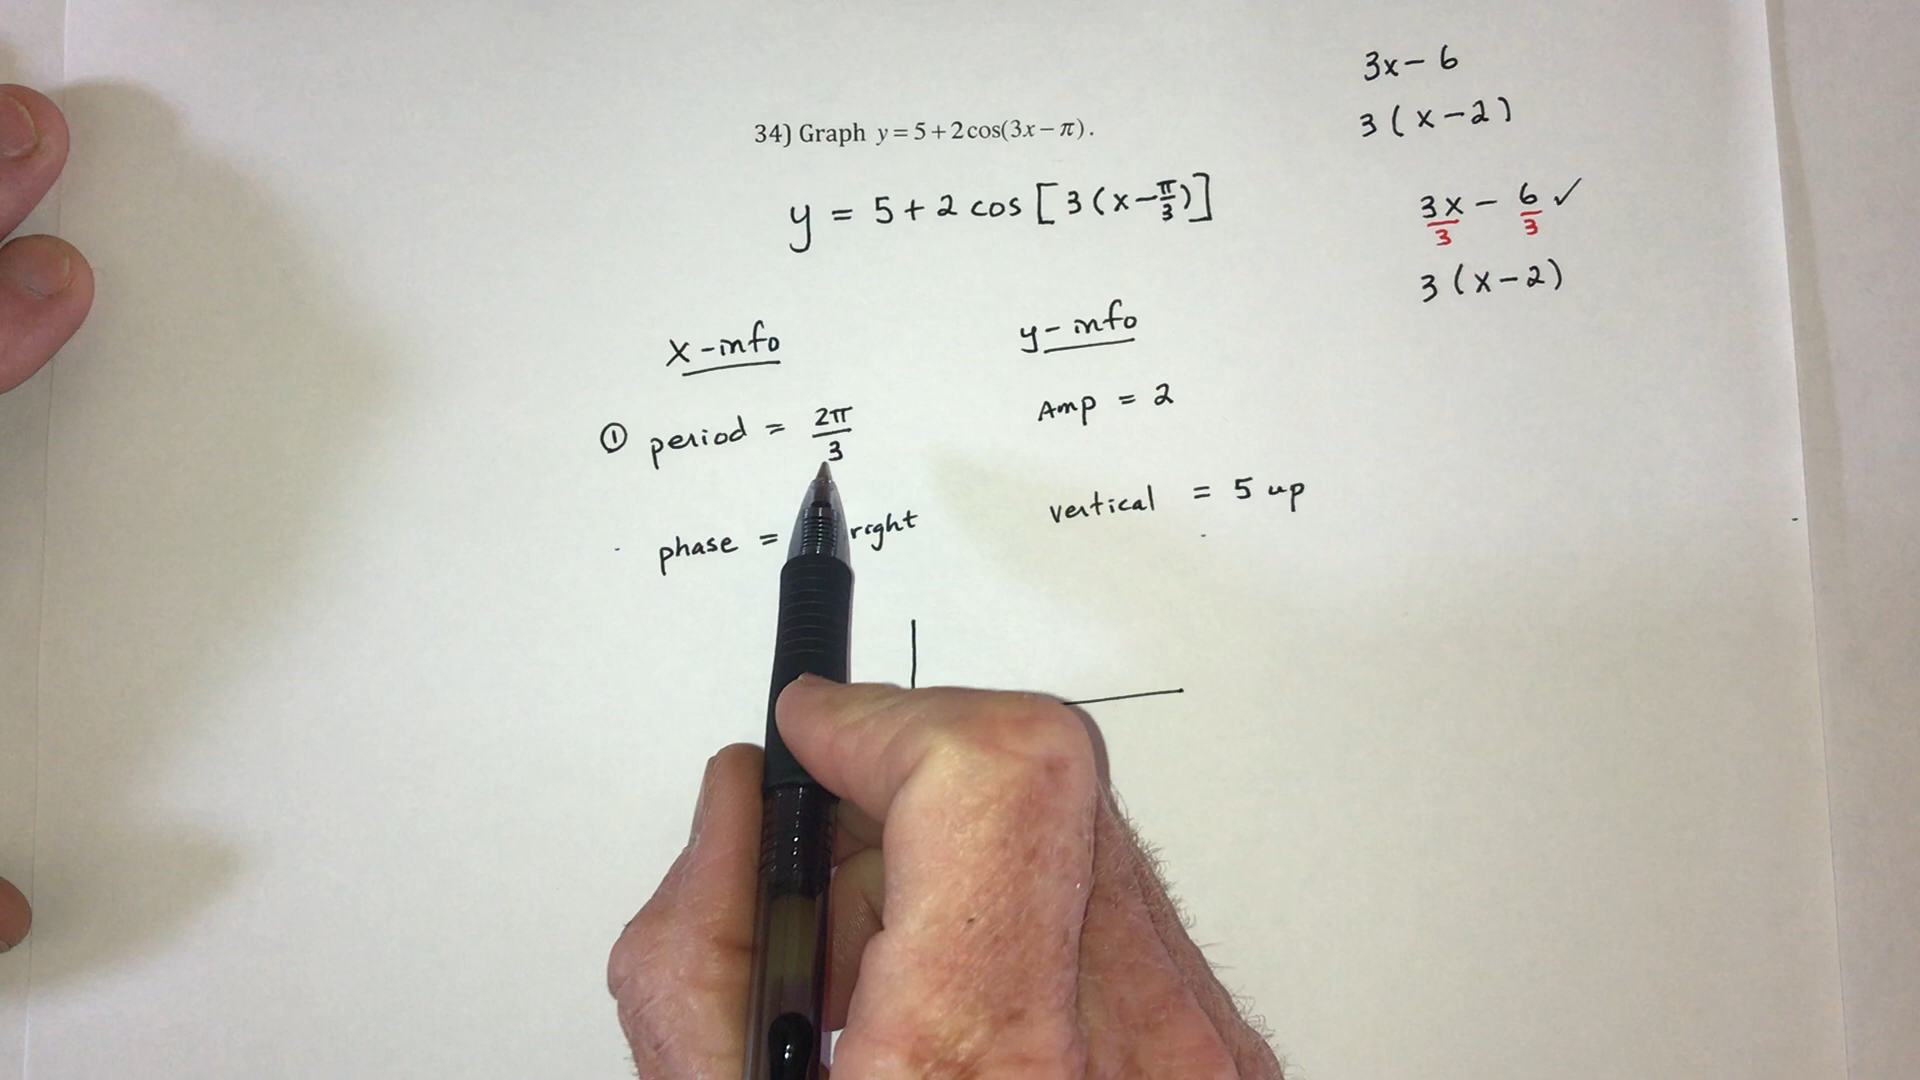 34) Graph y = 5 + 2cos(3x − π).
y = 5 + 2 cos [ 3 ( x − π/3 ) ]
x - info
① period = 2π/3
phase = right
y - info
Amp = 2
vertical = 5 up
3x − 6
3 ( x − 2 )
3x/3 − 6/3 ✓
3 ( x − 2 )